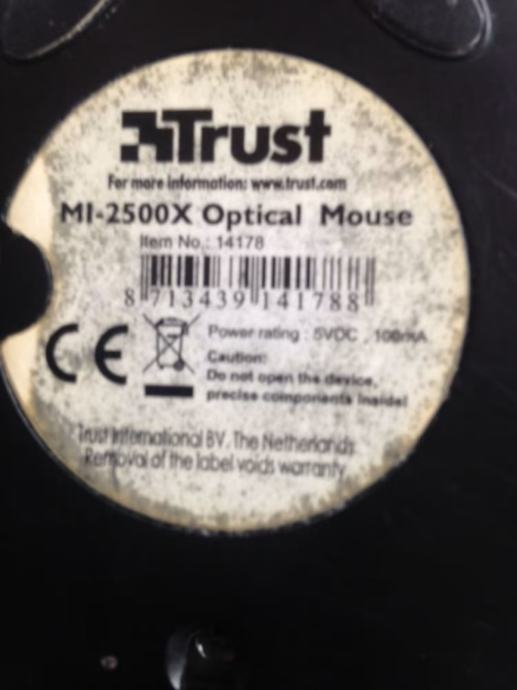 Trust
For more information: www.trust.com
MI-2500X Optical Mouse
Item No.: 14178
8 713439 141788
CE
Power rating : 5VDC , 100mA
Caution:
Do not open the device,
precise components inside!
Trust International BV. The Netherlands
Removal of the label voids warranty